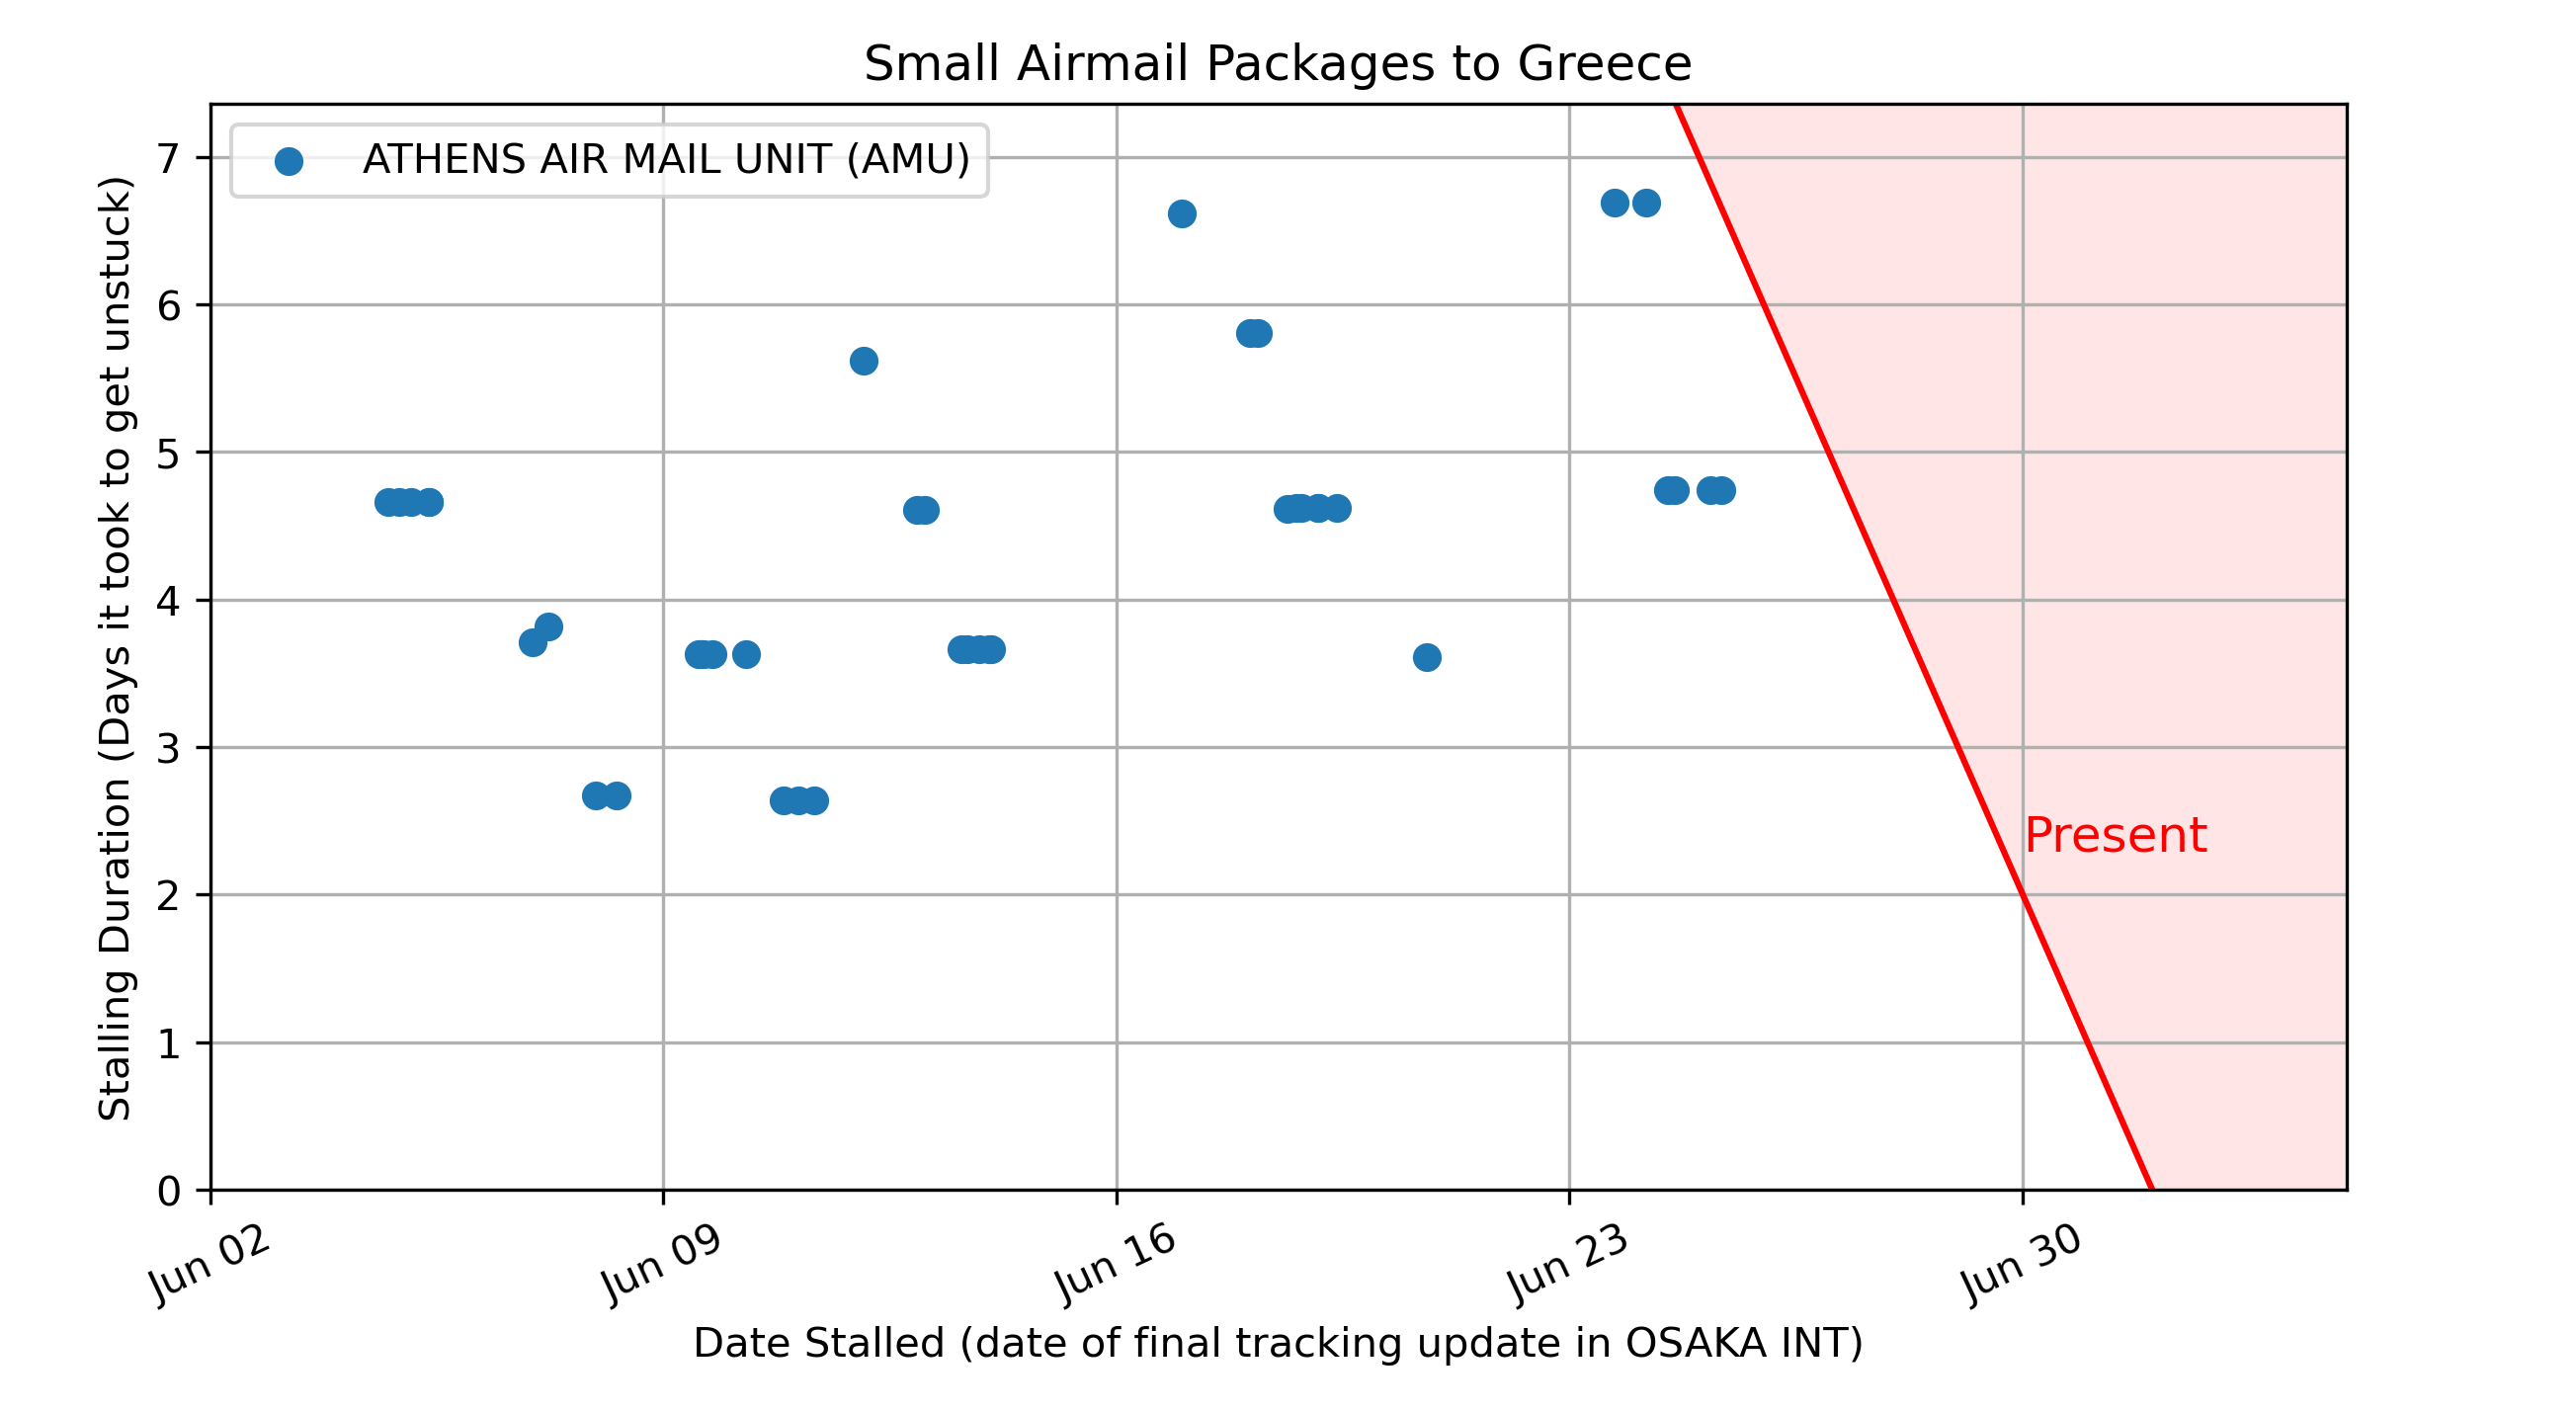 Small Airmail Packages to Greece
ATHENS AIR MAIL UNIT (AMU)
Stalling Duration (Days it took to get unstuck)
7
6
5
4
3
2
1
0
Present
Jun 02
Jun 09
Jun 16
Jun 23
Jun 30
Date Stalled (date of final tracking update in OSAKA INT)